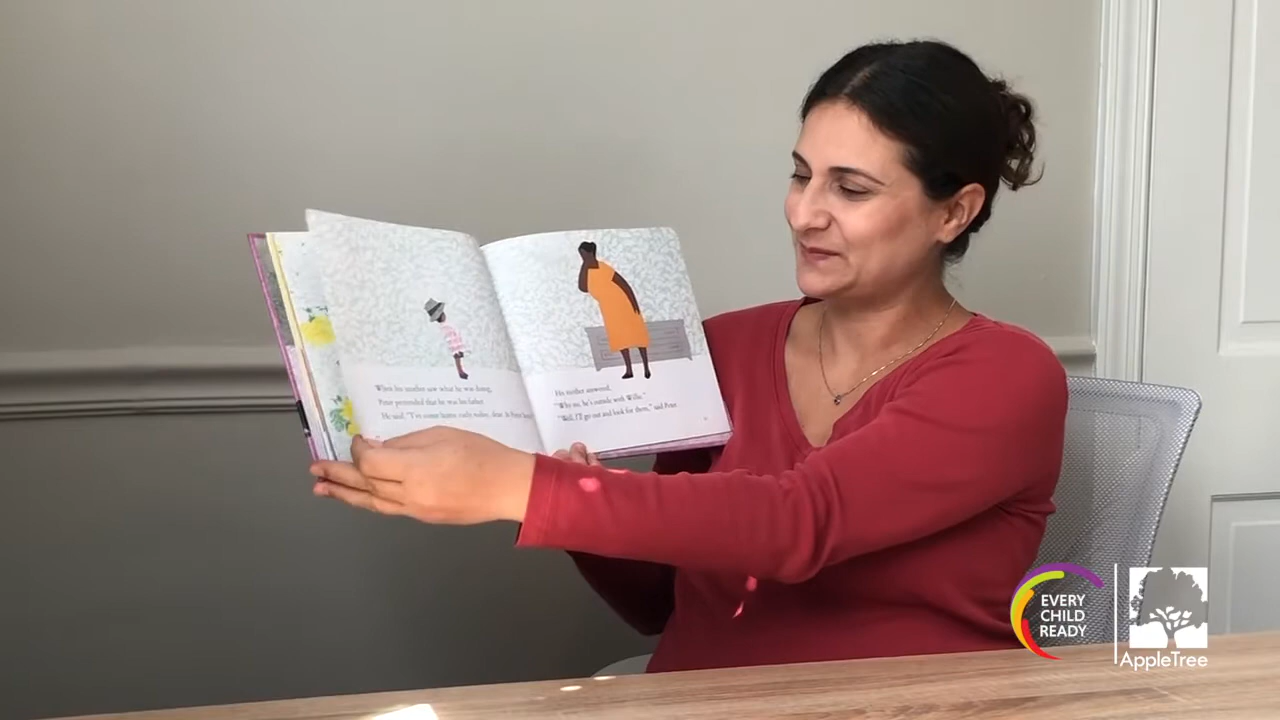 When his mother saw what he was doing,
Peter pretended that he was his father.
He said, "I've come home early today, dear. Is Peter here?"
His mother answered,
"Why no, he's outside with Willie."
"Well, I'll go out and look for them," said Peter.
EVERY
CHILD
READY
AppleTree